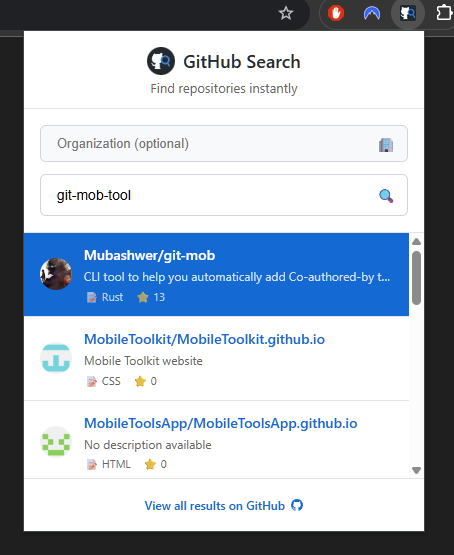 GitHub Search
Find repositories instantly
Organization (optional)
git-mob-tool
Mubashwer/git-mob
CLI tool to help you automatically add Co-authored-by t...
Rust 13
MobileToolkit/MobileToolkit.github.io
Mobile Toolkit website
CSS 0
MobileToolsApp/MobileToolsApp.github.io
No description available
HTML 0
View all results on GitHub